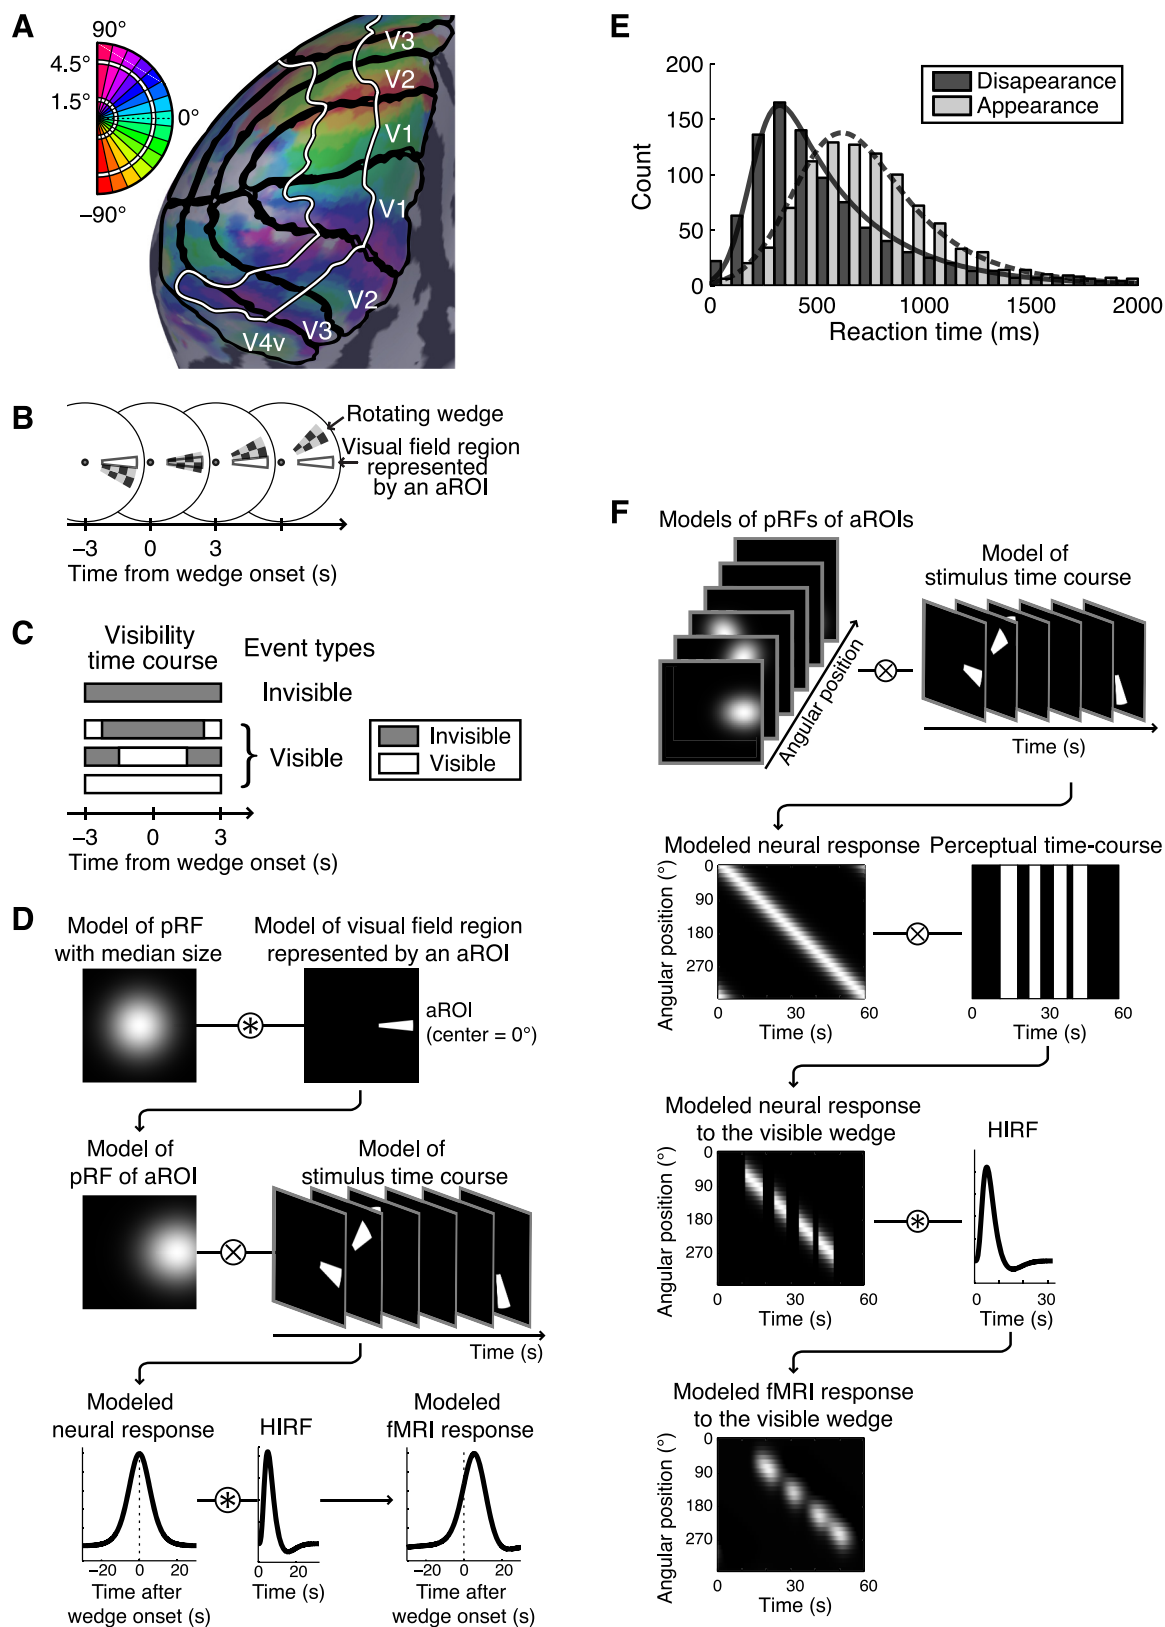 A
90°
4.5°
1.5°
0°
−90°
V3
V2
V1
V1
V2
V3
V4v
B
Rotating wedge
Visual field region
represented
by an aROI
−3 0 3
Time from wedge onset (s)
C
Visibility
time course
Event types
Invisible
Visible
Invisible
Visible
−3 0 3
Time from wedge onset (s)
D
Model of pRF
with median size
Model of visual field region
represented by an aROI
aROI
(center = 0°)
Model of
pRF of aROI
Model of
stimulus time course
Time (s)
Modeled
neural response
HIRF
Modeled
fMRI response
−20 0 20
Time after
wedge onset (s)
0 20
Time (s)
−20 0 20
Time after
wedge onset (s)
E
200
150
100
50
0
Count
Disapearance
Appearance
0 500 1000 1500 2000
Reaction time (ms)
F
Models of pRFs of aROIs
Angular position
Model of
stimulus time course
Time (s)
Modeled neural response
Angular position (°)
0
90
180
270
0 30 60
Time (s)
Perceptual time-course
0 30 60
Time (s)
Modeled neural response
to the visible wedge
Angular position (°)
0
90
180
270
0 30 60
Time (s)
HIRF
0 30
Time (s)
Modeled fMRI response
to the visible wedge
Angular position (°)
0
90
180
270
0 30 60
Time (s)